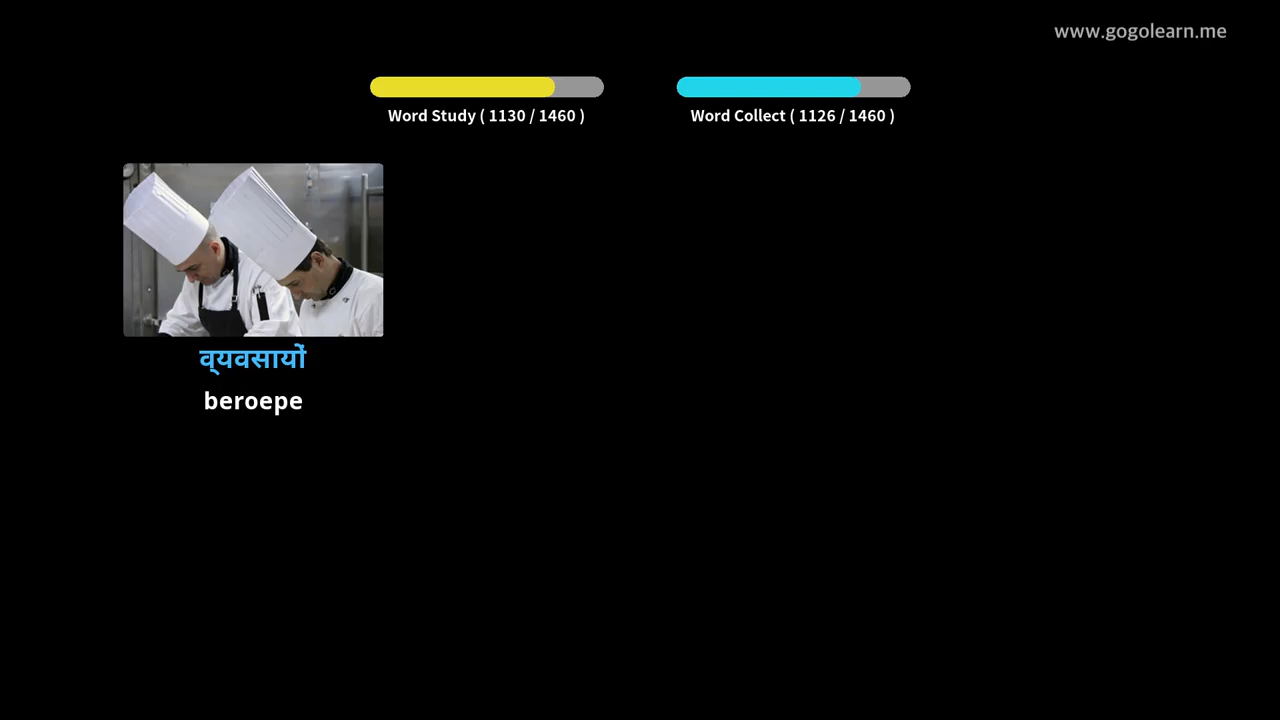 www.gogolearn.me
Word Study ( 1130 / 1460 )
Word Collect ( 1126 / 1460 )
व्यवसायों
beroepe